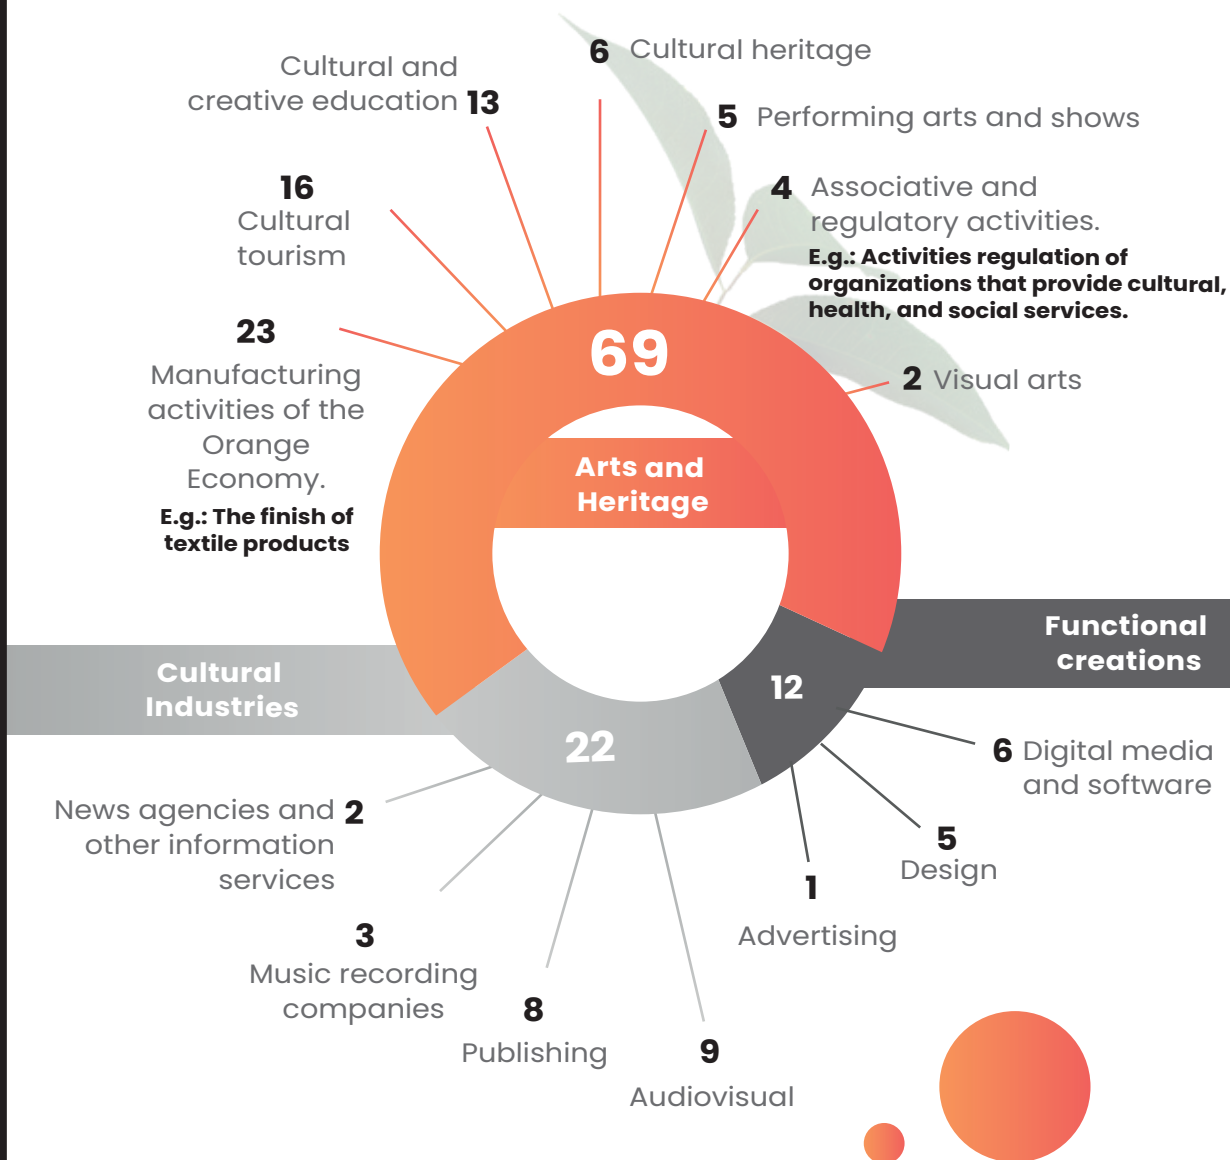 Cultural and
creative education 13
6 Cultural heritage
5 Performing arts and shows
16
Cultural
tourism
4 Associative and
regulatory activities.
E.g.: Activities regulation of
organizations that provide cultural,
health, and social services.
23
Manufacturing
activities of the
Orange
Economy.
E.g.: The finish of
textile products
69
2 Visual arts
Arts and
Heritage
Functional
creations
Cultural
Industries
12
22
6 Digital media
and software
News agencies and 2
other information
services
5
Design
1
Advertising
3
Music recording
companies
8
Publishing
9
Audiovisual